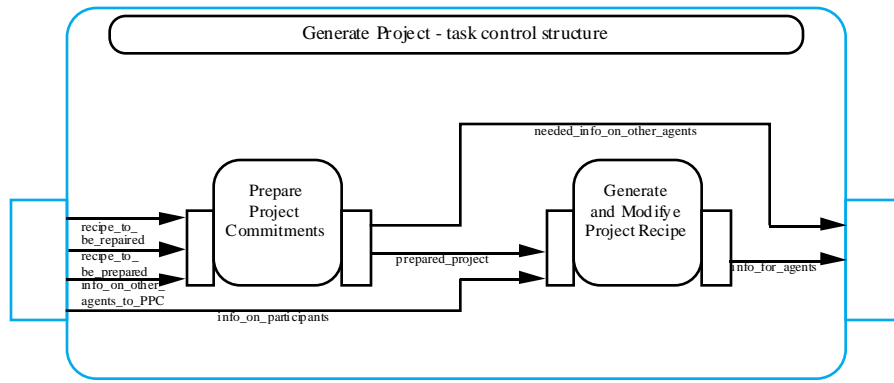 Generate Project - task control structure
needed_info_on_other_agents
Prepare
Project
Commitments
Generate
and Modifye
Project Recipe
recipe_to_
be_repaired
recipe_to_
be_prepared
info_on_other_
agents_to_PPC
prepared_project
info_for_agents
info_on_participants